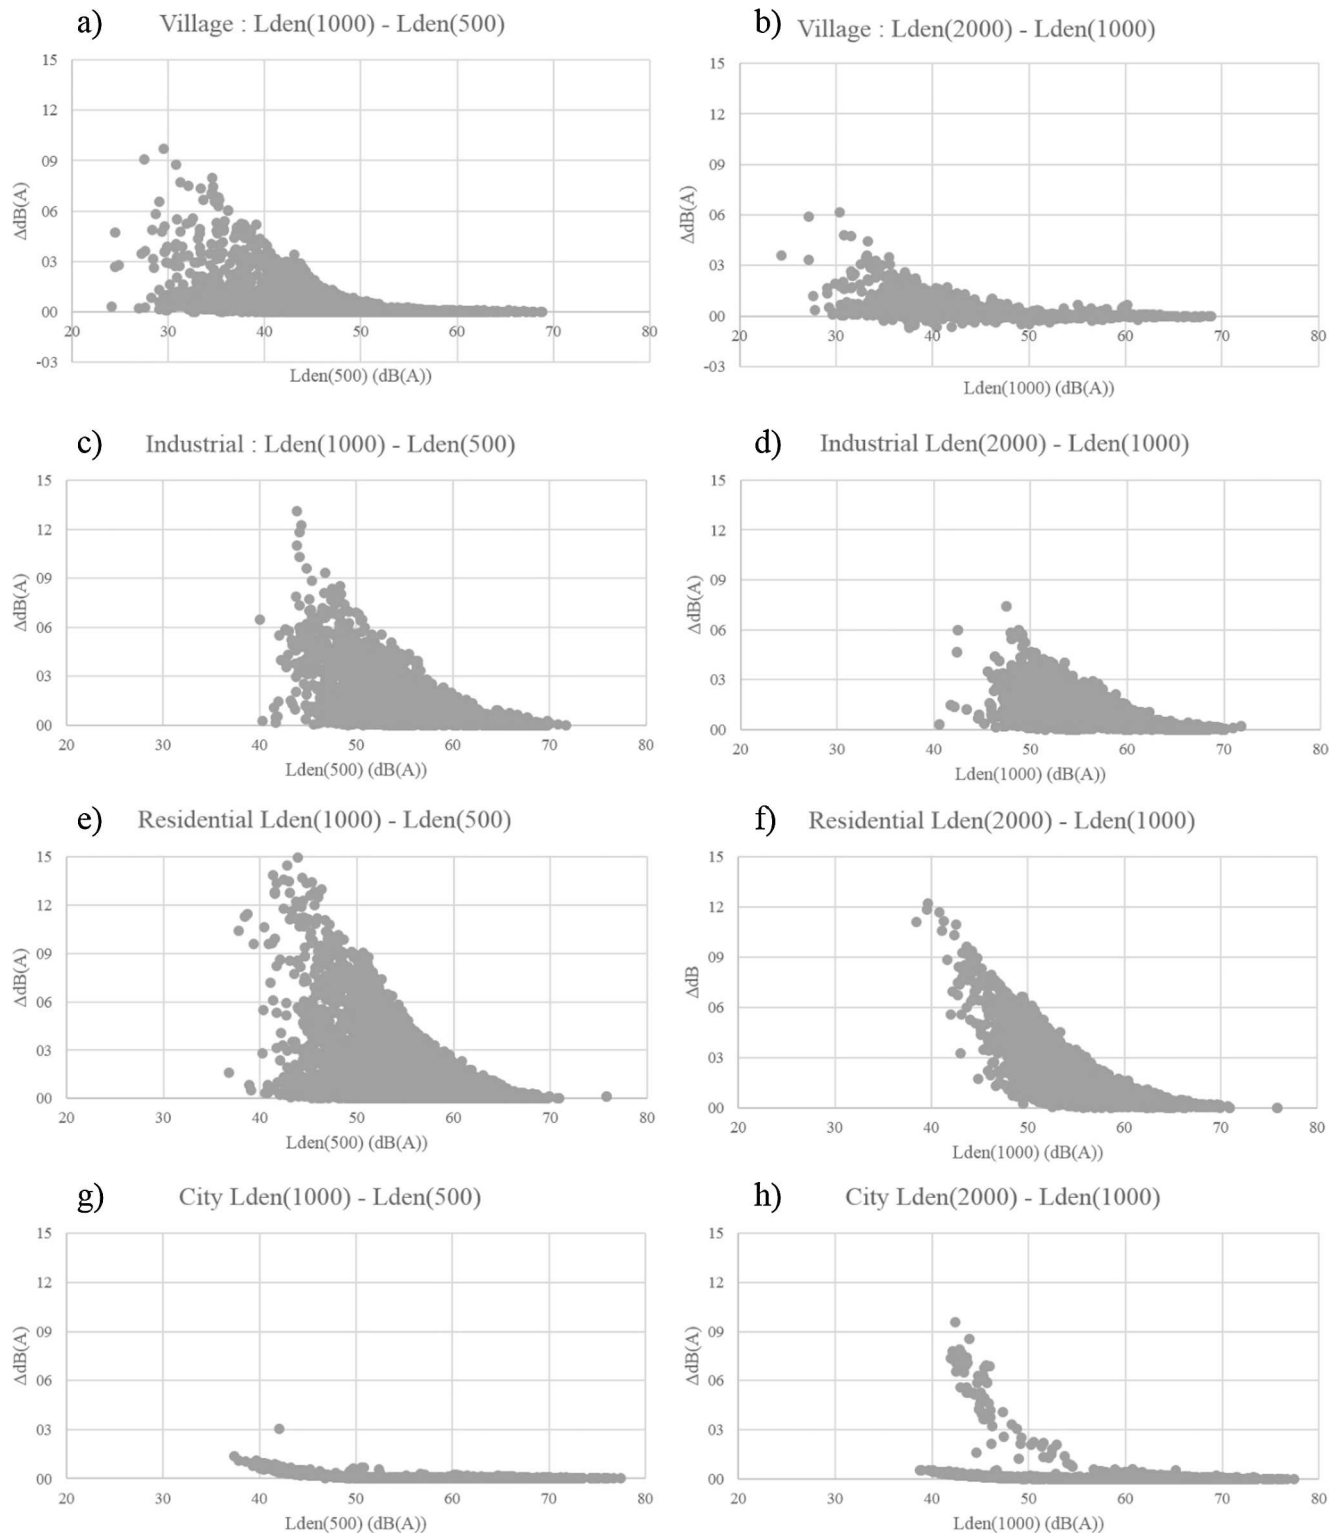 a) Village : Lden(1000) - Lden(500)
15
12
09
06
03
00
-03
20 30 40 50 60 70 80
ΔdB(A)
Lden(500) (dB(A))
b) Village : Lden(2000) - Lden(1000)
15
12
09
06
03
00
-03
20 30 40 50 60 70 80
ΔdB(A)
Lden(1000) (dB(A))
c) Industrial : Lden(1000) - Lden(500)
15
12
09
06
03
00
20 30 40 50 60 70 80
ΔdB(A)
Lden(500) (dB(A))
d) Industrial Lden(2000) - Lden(1000)
15
12
09
06
03
00
20 30 40 50 60 70 80
ΔdB(A)
Lden(1000) (dB(A))
e) Residential Lden(1000) - Lden(500)
15
12
09
06
03
00
20 30 40 50 60 70 80
ΔdB(A)
Lden(500) (dB(A))
f) Residential Lden(2000) - Lden(1000)
15
12
09
06
03
00
20 30 40 50 60 70 80
ΔdB
Lden(1000) (dB(A))
g) City Lden(1000) - Lden(500)
15
12
09
06
03
00
20 30 40 50 60 70 80
ΔdB(A)
Lden(500) (dB(A))
h) City Lden(2000) - Lden(1000)
15
12
09
06
03
00
20 30 40 50 60 70 80
ΔdB(A)
Lden(1000) (dB(A))